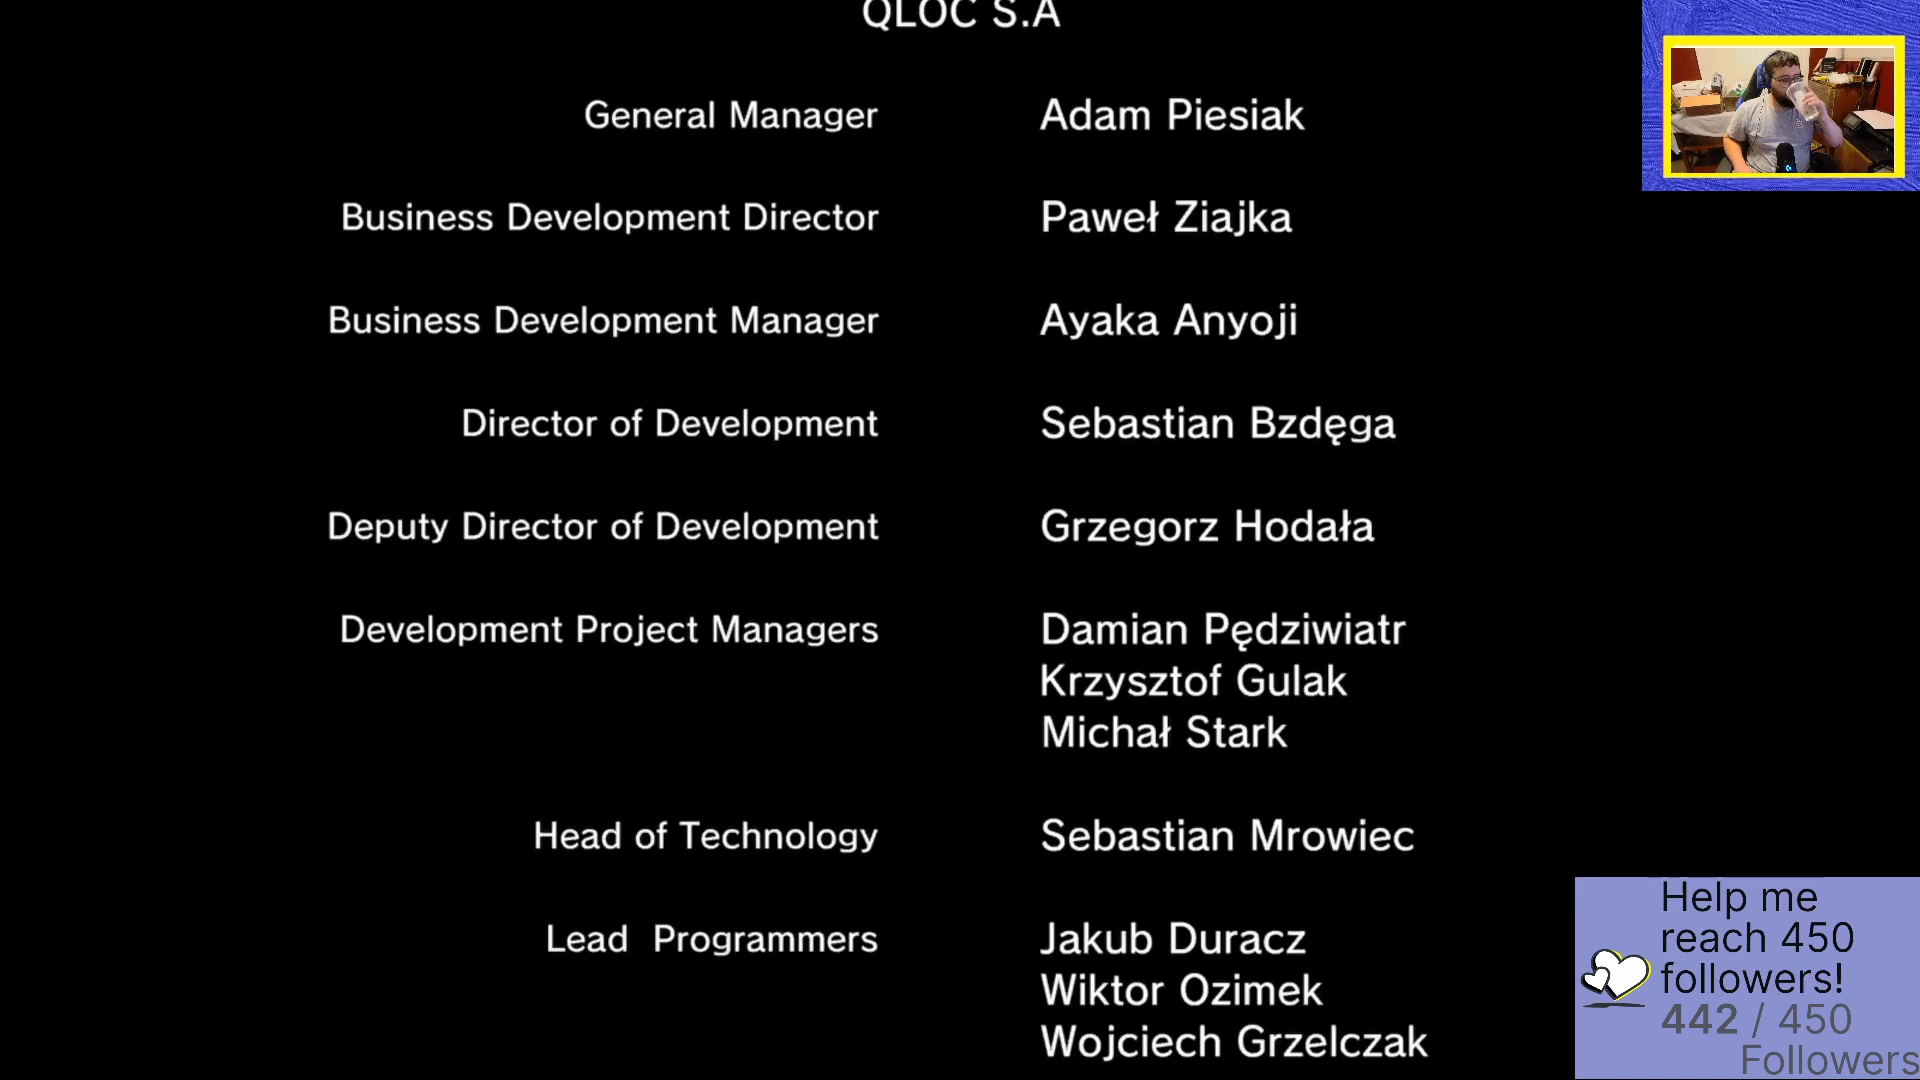 QLOC S.A
General Manager Adam Piesiak
Business Development Director Paweł Ziajka
Business Development Manager Ayaka Anyoji
Director of Development Sebastian Bzdęga
Deputy Director of Development Grzegorz Hodała
Development Project Managers Damian Pędziwiatr
Krzysztof Gulak
Michał Stark
Head of Technology Sebastian Mrowiec
Lead Programmers Jakub Duracz
Wiktor Ozimek
Wojciech Grzelczak
Help me
reach 450
followers!
442 / 450
Followers